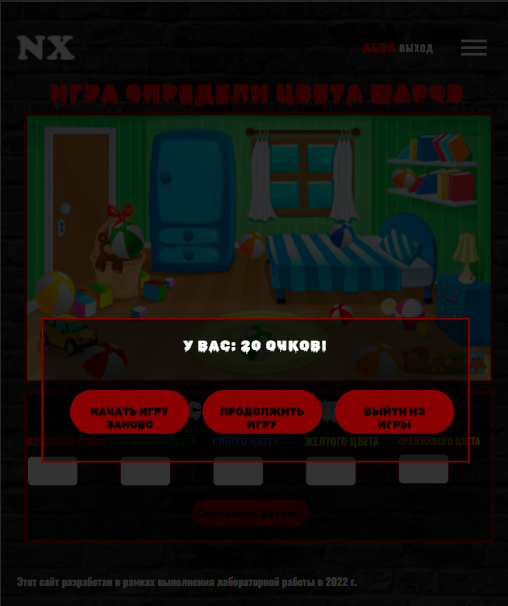 NX
ALEX ВЫХОД
ИГРА ОПРЕДЕЛИ ЦВЕТА ШАРОВ
У ВАС: 20 ОЧКОВ!
НАЧАТЬ ИГРУ
ЗАНОВО
ПРОДОЛЖИТЬ
ИГРУ
ВЫЙТИ ИЗ
ИГРЫ
КРАСНОГО ЦВЕТА
ЗЕЛЕНОГО ЦВЕТА
СИНЕГО ЦВЕТА
ЖЕЛТОГО ЦВЕТА
ОРАНЖЕВОГО ЦВЕТА
Сохранить результ
Этот сайт разработан в рамках выполнения лабораторной работы в 2022 г.